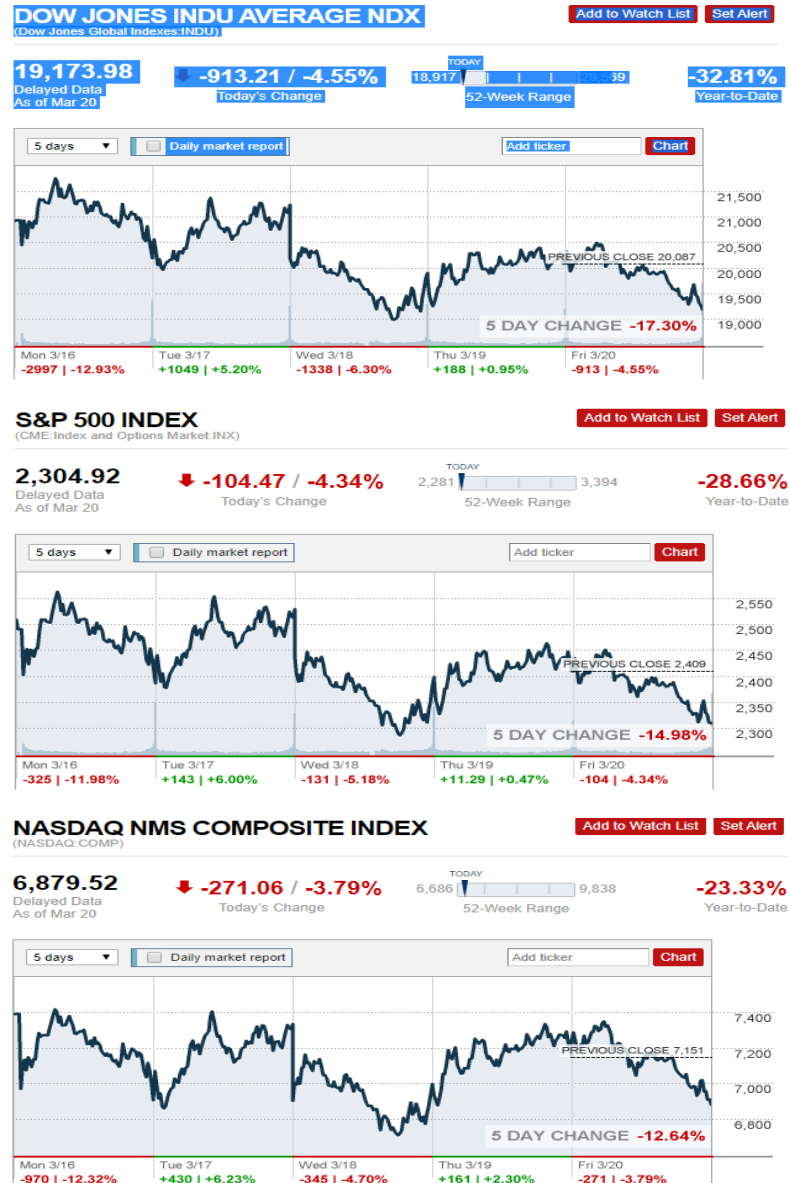 DOW JONES INDU AVERAGE NDX
Add to Watch List Set Alert
(Dow Jones Global Indexes:INDU)
19,173.98 -913.21 / -4.55% TODAY 18,917 -32.81%
Delayed Data Today's Change 52-Week Range Year-to-Date
As of Mar 20
5 days Daily market report Add ticker Chart
21,500
21,000
20,500
PREVIOUS CLOSE 20,087
20,000
19,500
5 DAY CHANGE -17.30% 19,000
Mon 3/16 Tue 3/17 Wed 3/18 Thu 3/19 Fri 3/20
-2997 | -12.93% +1049 | +5.20% -1338 | -6.30% +188 | +0.95% -913 | -4.55%
S&P 500 INDEX
Add to Watch List Set Alert
(CME:Index and Options Market:INX)
2,304.92 -104.47 / -4.34% TODAY 2,281 3,394 -28.66%
Delayed Data Today's Change 52-Week Range Year-to-Date
As of Mar 20
5 days Daily market report Add ticker Chart
2,550
2,500
2,450
PREVIOUS CLOSE 2,409
2,400
2,350
5 DAY CHANGE -14.98% 2,300
Mon 3/16 Tue 3/17 Wed 3/18 Thu 3/19 Fri 3/20
-325 | -11.98% +143 | +6.00% -131 | -5.18% +11.29 | +0.47% -104 | -4.34%
NASDAQ NMS COMPOSITE INDEX
Add to Watch List Set Alert
(NASDAQ:COMP)
6,879.52 -271.06 / -3.79% TODAY 6,686 9,838 -23.33%
Delayed Data Today's Change 52-Week Range Year-to-Date
As of Mar 20
5 days Daily market report Add ticker Chart
7,400
PREVIOUS CLOSE 7,151
7,200
7,000
6,800
5 DAY CHANGE -12.64%
Mon 3/16 Tue 3/17 Wed 3/18 Thu 3/19 Fri 3/20
-970 | -12.32% +430 | +6.23% -345 | -4.70% +161 | +2.30% -271 | -3.79%